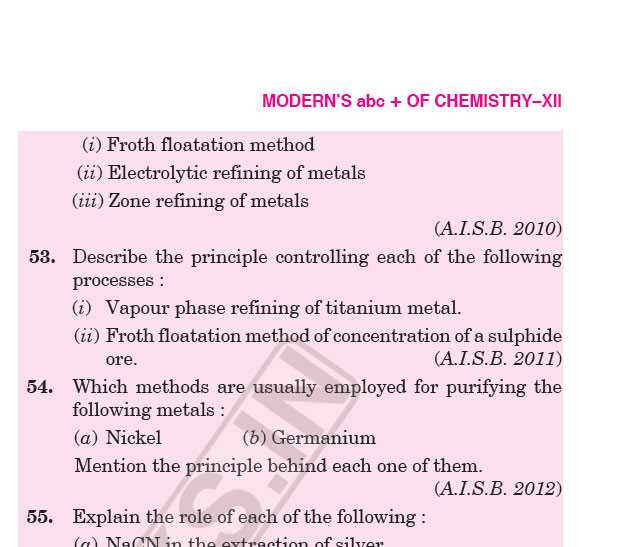 MODERN'S abc + OF CHEMISTRY–XII
(i) Froth floatation method
(ii) Electrolytic refining of metals
(iii) Zone refining of metals
(A.I.S.B. 2010)
53. Describe the principle controlling each of the following
processes :
(i) Vapour phase refining of titanium metal.
(ii) Froth floatation method of concentration of a sulphide
ore. (A.I.S.B. 2011)
54. Which methods are usually employed for purifying the
following metals :
(a) Nickel (b) Germanium
Mention the principle behind each one of them.
(A.I.S.B. 2012)
55. Explain the role of each of the following :
(a) NaCN in the extraction of silver
S.IN